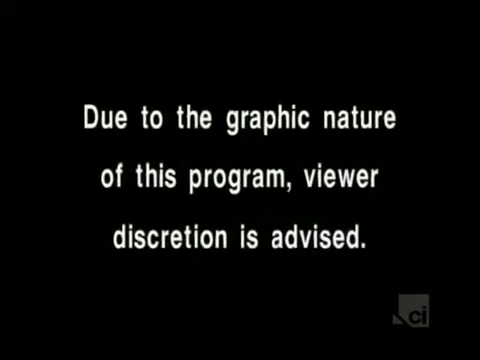 Due to the graphic nature
of this program, viewer
discretion is advised.
ci